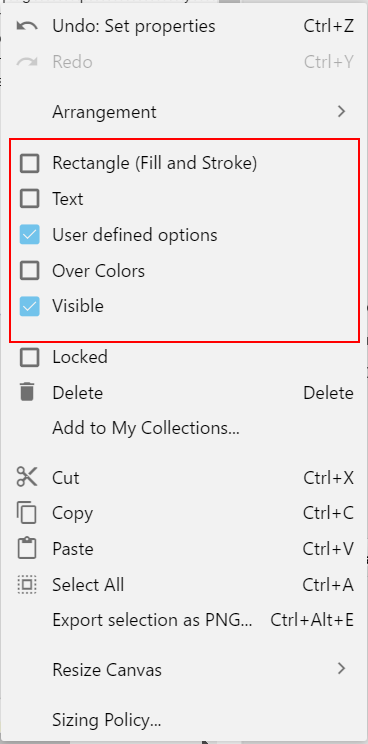 Undo: Set properties Ctrl+Z
Redo Ctrl+Y
Arrangement
Rectangle (Fill and Stroke)
Text
User defined options
Over Colors
Visible
Locked
Delete Delete
Add to My Collections...
Cut Ctrl+X
Copy Ctrl+C
Paste Ctrl+V
Select All Ctrl+A
Export selection as PNG... Ctrl+Alt+E
Resize Canvas
Sizing Policy...